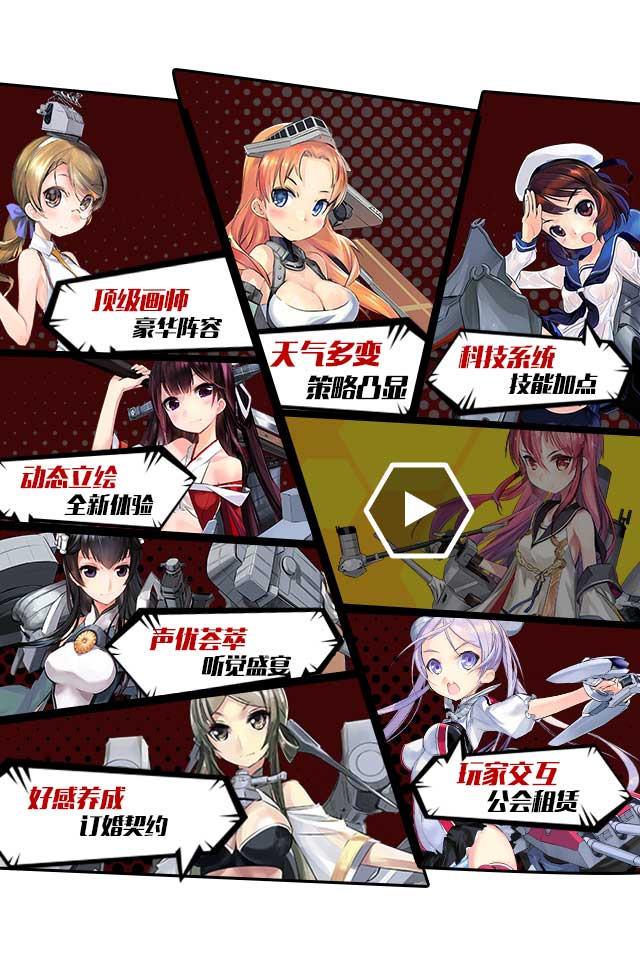 顶级画师
豪华阵容
天气多变
策略凸显
科技系统
技能加点
动态立绘
全新体验
声优荟萃
听觉盛宴
好感养成
订婚契约
玩家交互
公会租赁